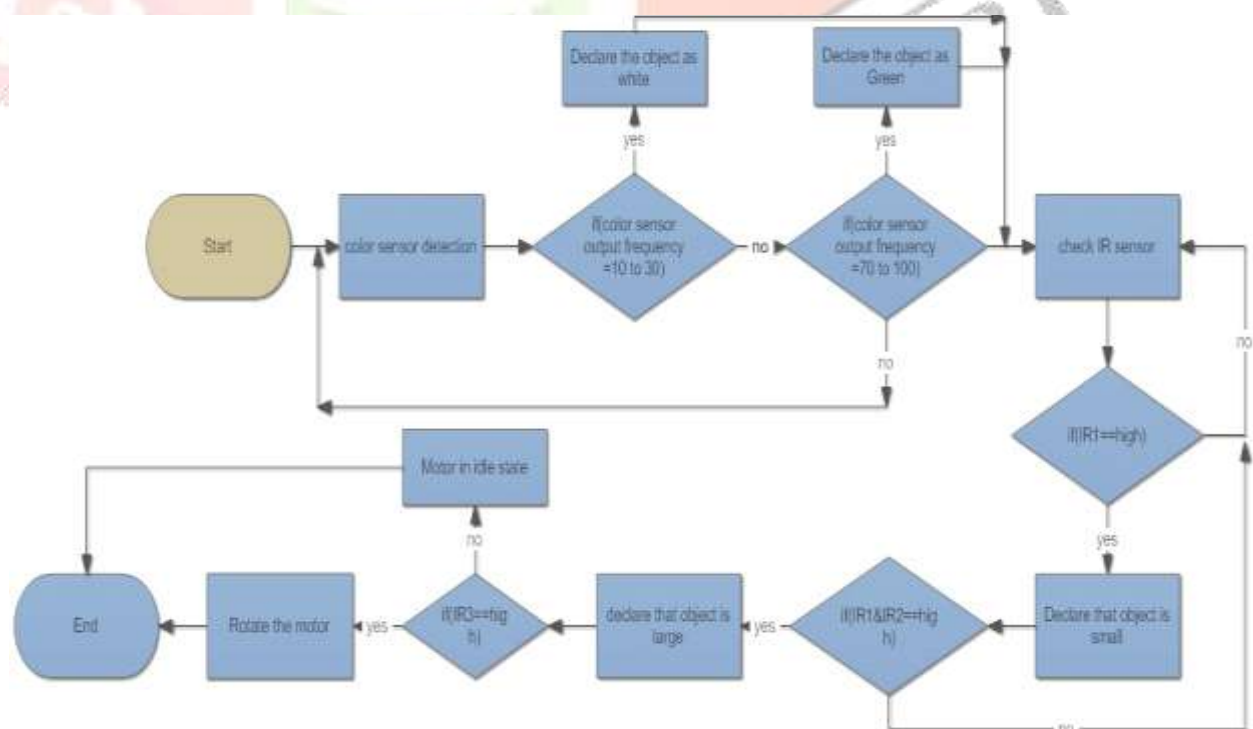 Declare the object as
white
Declare the object as
Green
yes
yes
Start
color sensor detection
if(color sensor
output frequency
=10 to 30)
no
if(color sensor
output frequency
=70 to 100)
check IR sensor
no
no
if(IR1==high)
Motor in idle state
yes
no
End
Rotate the motor
yes
if(IR3==hig
h)
declare that object is
large
yes
if(IR1&IR2==hig
h)
Declare that object is
small
no